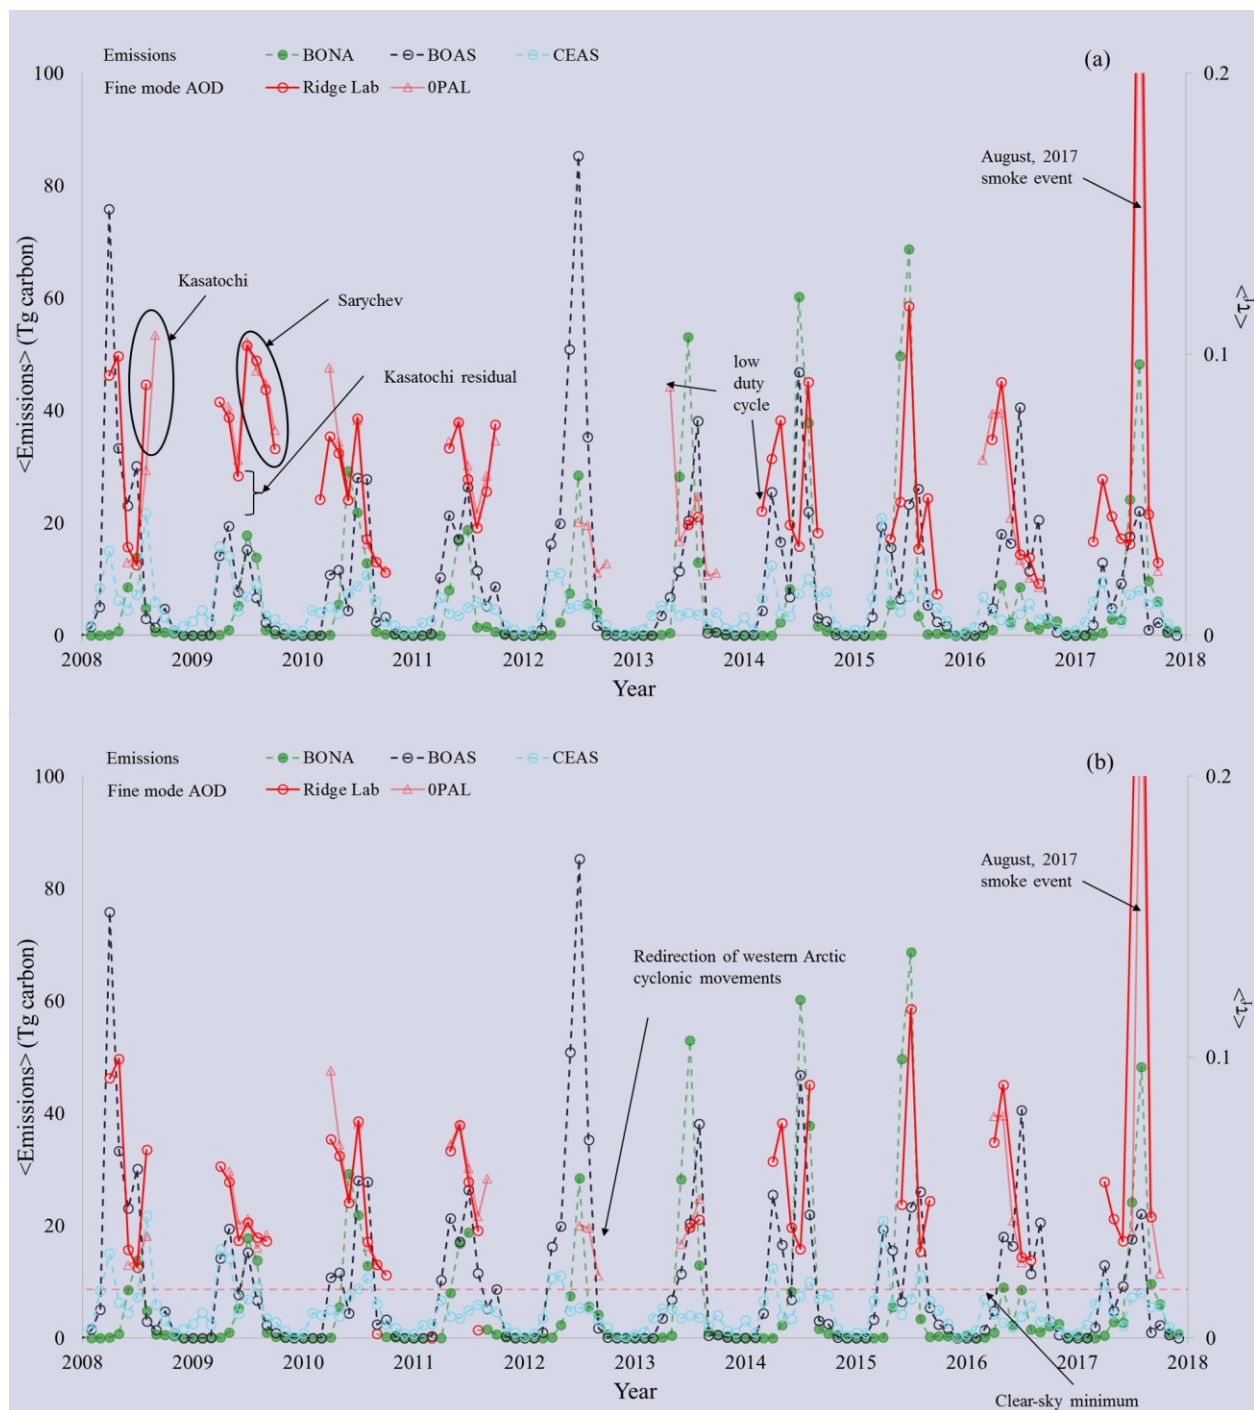 (a)
Emissions BONA BOAS CEAS
Fine mode AOD Ridge Lab 0PAL
100 0.2
80
60
40
20
0
0.1
0
<Emissions> (Tg carbon)
<τf>
Kasatochi
Sarychev
Kasatochi residual
low
duty
cycle
August, 2017
smoke event
2008 2009 2010 2011 2012 2013 2014 2015 2016 2017 2018
Year
(b)
Emissions BONA BOAS CEAS
Fine mode AOD Ridge Lab 0PAL
100 0.2
80
60
40
20
0
0.1
0
<Emissions> (Tg carbon)
<τf>
Redirection of western Arctic
cyclonic movements
August, 2017
smoke event
2008 2009 2010 2011 2012 2013 2014 2015 2016 2017 2018
Year
Clear-sky minimum